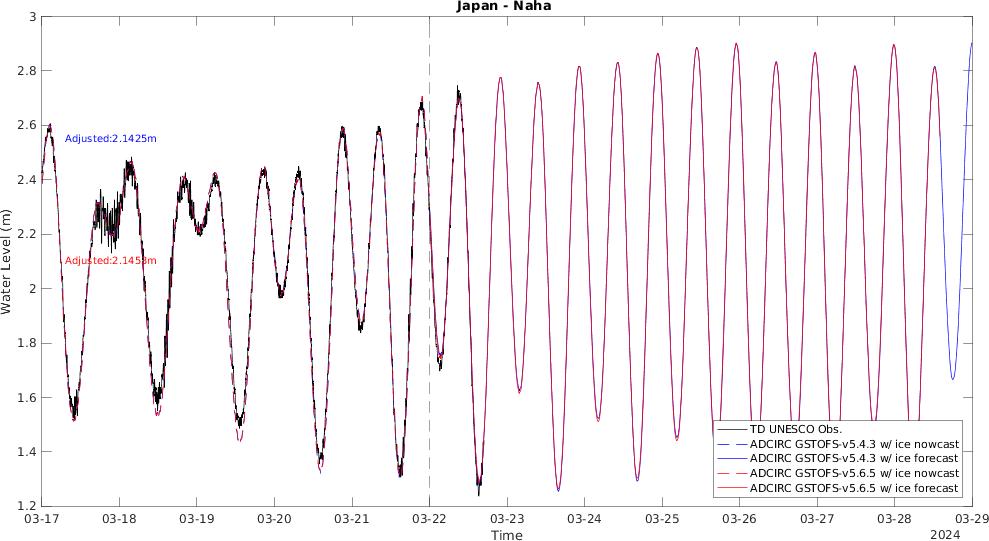 Japan - Naha
3
2.8
2.6
2.4
2.2
2
1.8
1.6
1.4
1.2
Water Level (m)
Adjusted:2.1425m
Adjusted:2.1453m
TD UNESCO Obs.
ADCIRC GSTOFS-v5.4.3 w/ ice nowcast
ADCIRC GSTOFS-v5.4.3 w/ ice forecast
ADCIRC GSTOFS-v5.6.5 w/ ice nowcast
ADCIRC GSTOFS-v5.6.5 w/ ice forecast
03-17 03-18 03-19 03-20 03-21 03-22 03-23 03-24 03-25 03-26 03-27 03-28 03-29
Time
2024